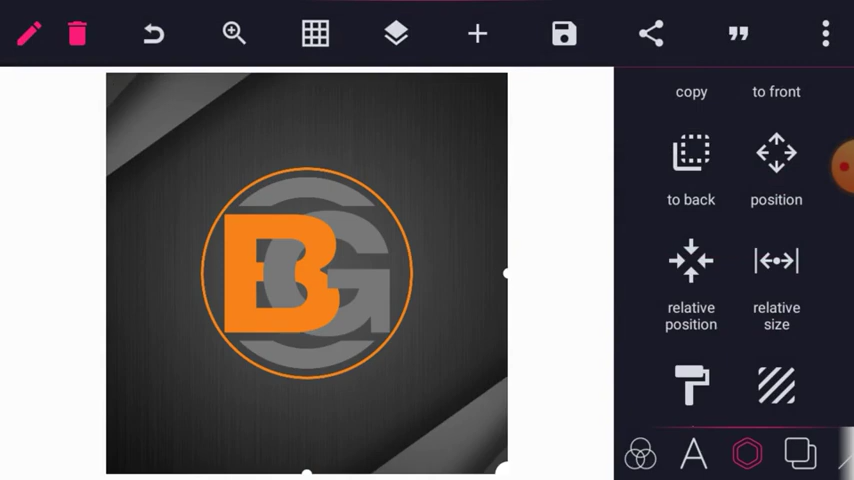 copy
to front
to back
position
relative
position
relative
size
BG